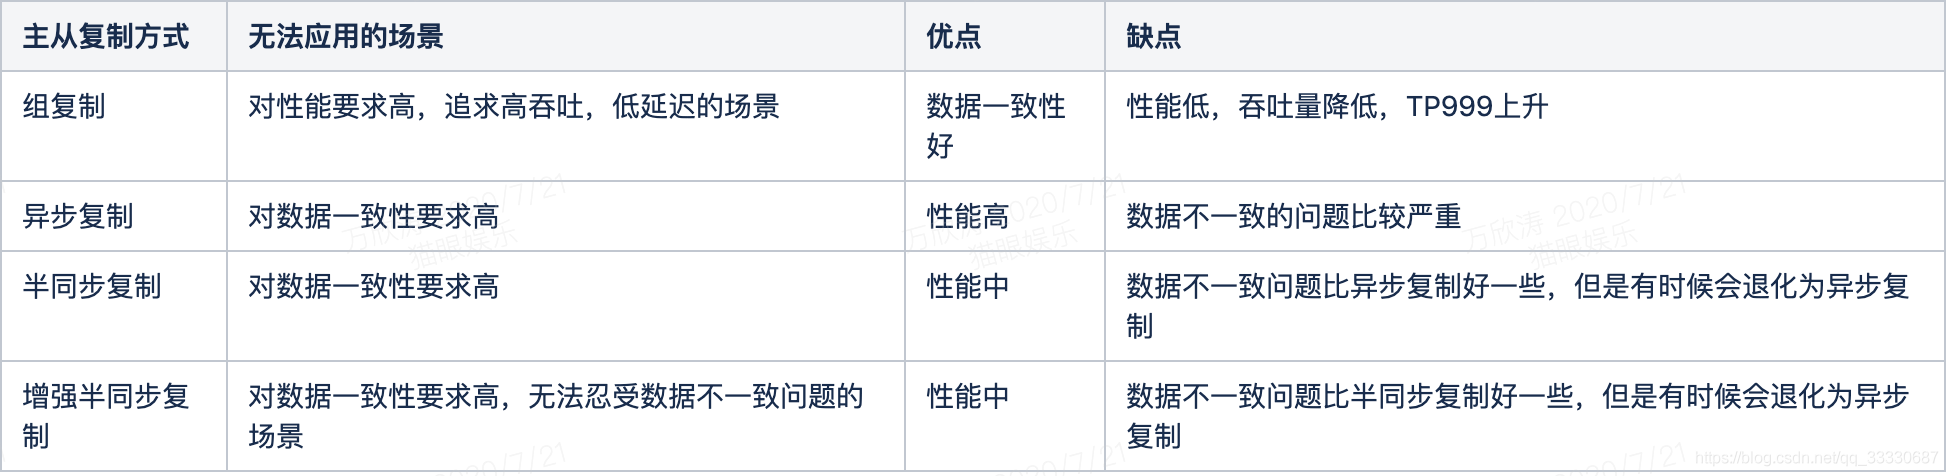 主从复制方式 无法应用的场景 优点 缺点
组复制 对性能要求高，追求高吞吐，低延迟的场景 数据一致性 性能低，吞吐量降低，TP999上升
好
异步复制 对数据一致性要求高 性能高 数据不一致的问题比较严重
半同步复制 对数据一致性要求高 性能中 数据不一致问题比异步复制好一些，但是有时候会退化为异步复
制
增强半同步复 对数据一致性要求高，无法忍受数据不一致问题的 性能中 数据不一致问题比半同步复制好一些，但是有时候会退化为异步
制 场景 复制
万欣涛 2020/7/21
猫眼娱乐
万欣涛 2020/7/21
猫眼娱乐
万欣涛 2020/7/21
猫眼娱乐
2020/7/21
2020/7/21
2020/7/21
https://blog.csdn.net/qq_33330687